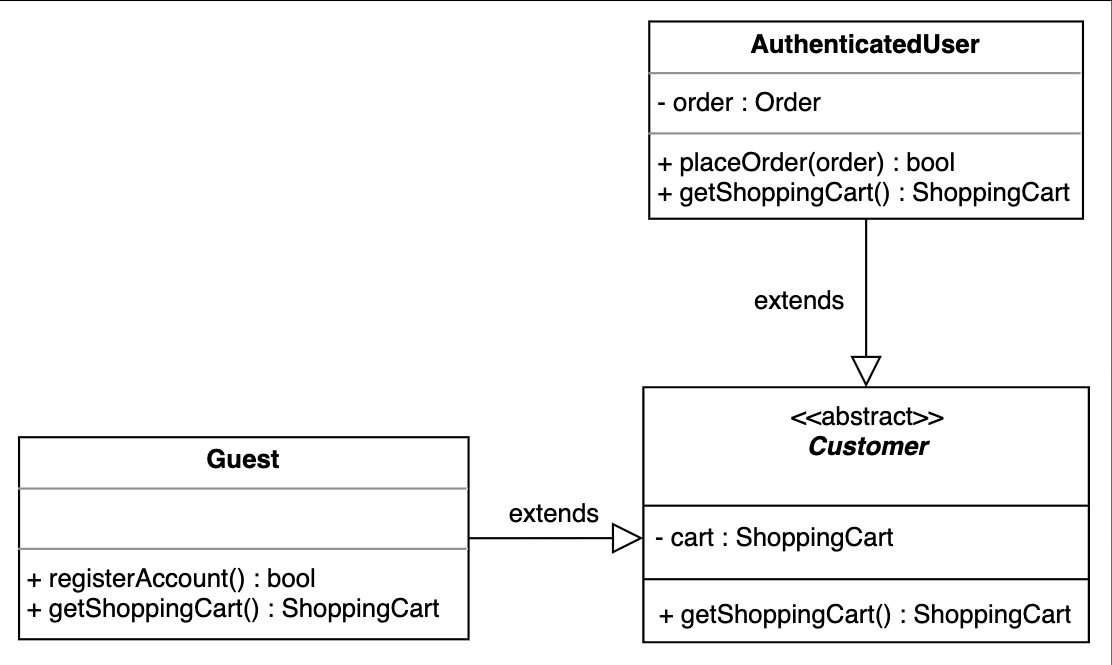 AuthenticatedUser
- order : Order
+ placeOrder(order) : bool
+ getShoppingCart() : ShoppingCart
extends
<<abstract>>
Customer
- cart : ShoppingCart
+ getShoppingCart() : ShoppingCart
Guest
+ registerAccount() : bool
+ getShoppingCart() : ShoppingCart
extends